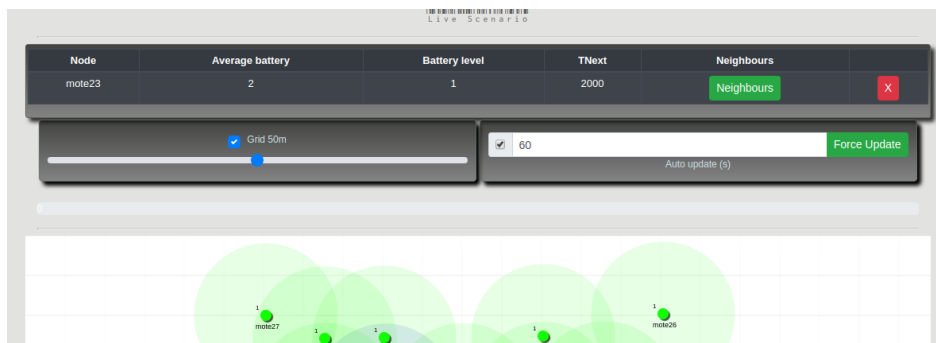 Live Scenario
Node Average battery Battery level TNext Neighbours
mote23 2 1 2000 Neighbours X
Grid 50m
60 Force Update
Auto update (s)
1
1
mote27
mote26
1
1
1